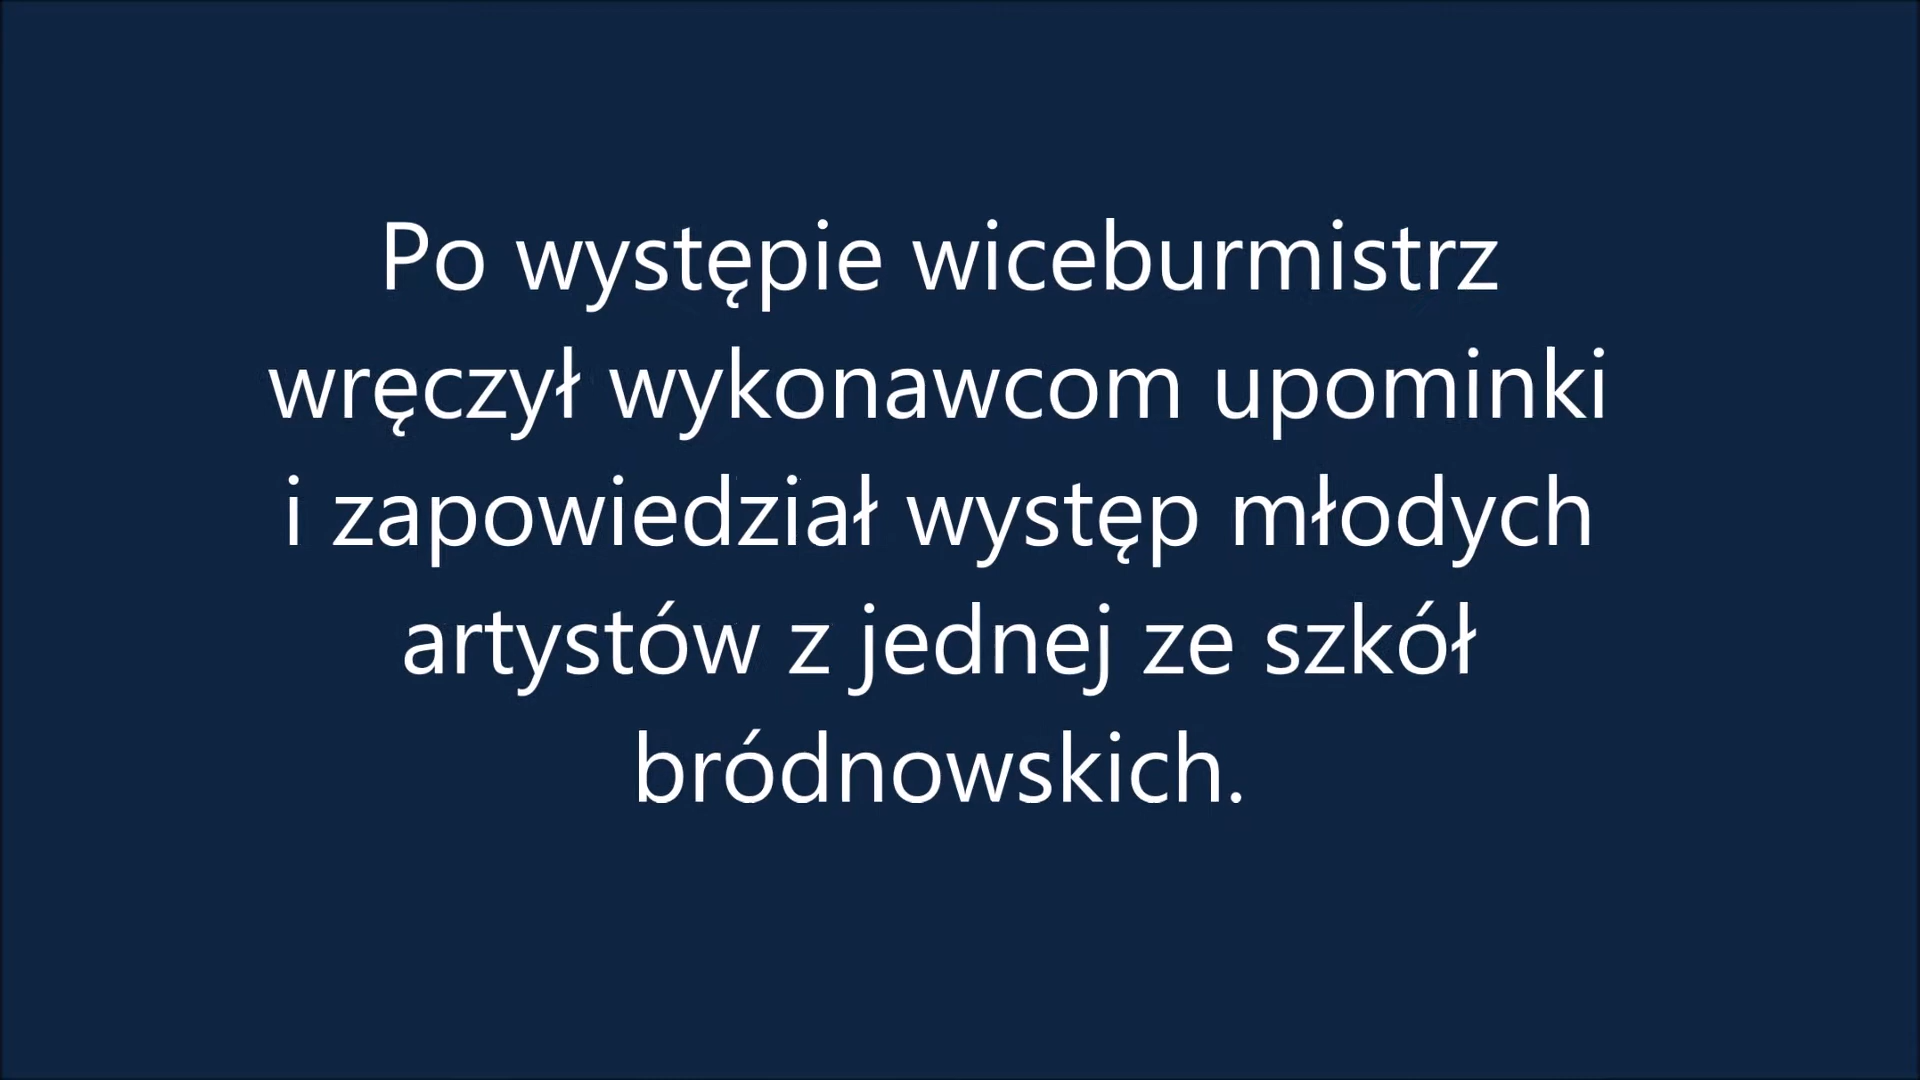 Po występie wiceburmistrz
wręczył wykonawcom upominki
i zapowiedział występ młodych
artystów z jednej ze szkół
bródnowskich.